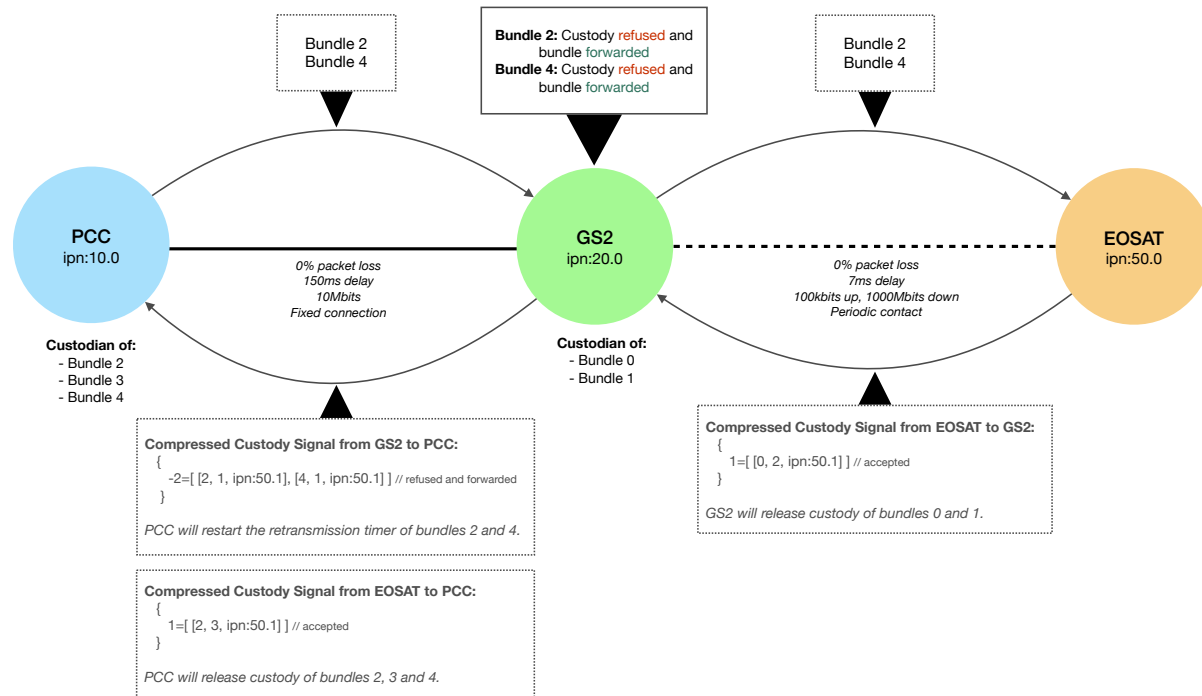 Bundle 2
Bundle 4
Bundle 2: Custody refused and
bundle forwarded
Bundle 4: Custody refused and
bundle forwarded
Bundle 2
Bundle 4
PCC
ipn:10.0
0% packet loss
150ms delay
10Mbits
Fixed connection
GS2
ipn:20.0
0% packet loss
7ms delay
100kbits up, 1000Mbits down
Periodic contact
EOSAT
ipn:50.0
Custodian of:
- Bundle 2
- Bundle 3
- Bundle 4
Custodian of:
- Bundle 0
- Bundle 1
Compressed Custody Signal from GS2 to PCC:
{
-2=[ [2, 1, ipn:50.1], [4, 1, ipn:50.1] ] // refused and forwarded
}
PCC will restart the retransmission timer of bundles 2 and 4.
Compressed Custody Signal from EOSAT to GS2:
{
1=[ [0, 2, ipn:50.1] ] // accepted
}
GS2 will release custody of bundles 0 and 1.
Compressed Custody Signal from EOSAT to PCC:
{
1=[ [2, 3, ipn:50.1] ] // accepted
}
PCC will release custody of bundles 2, 3 and 4.